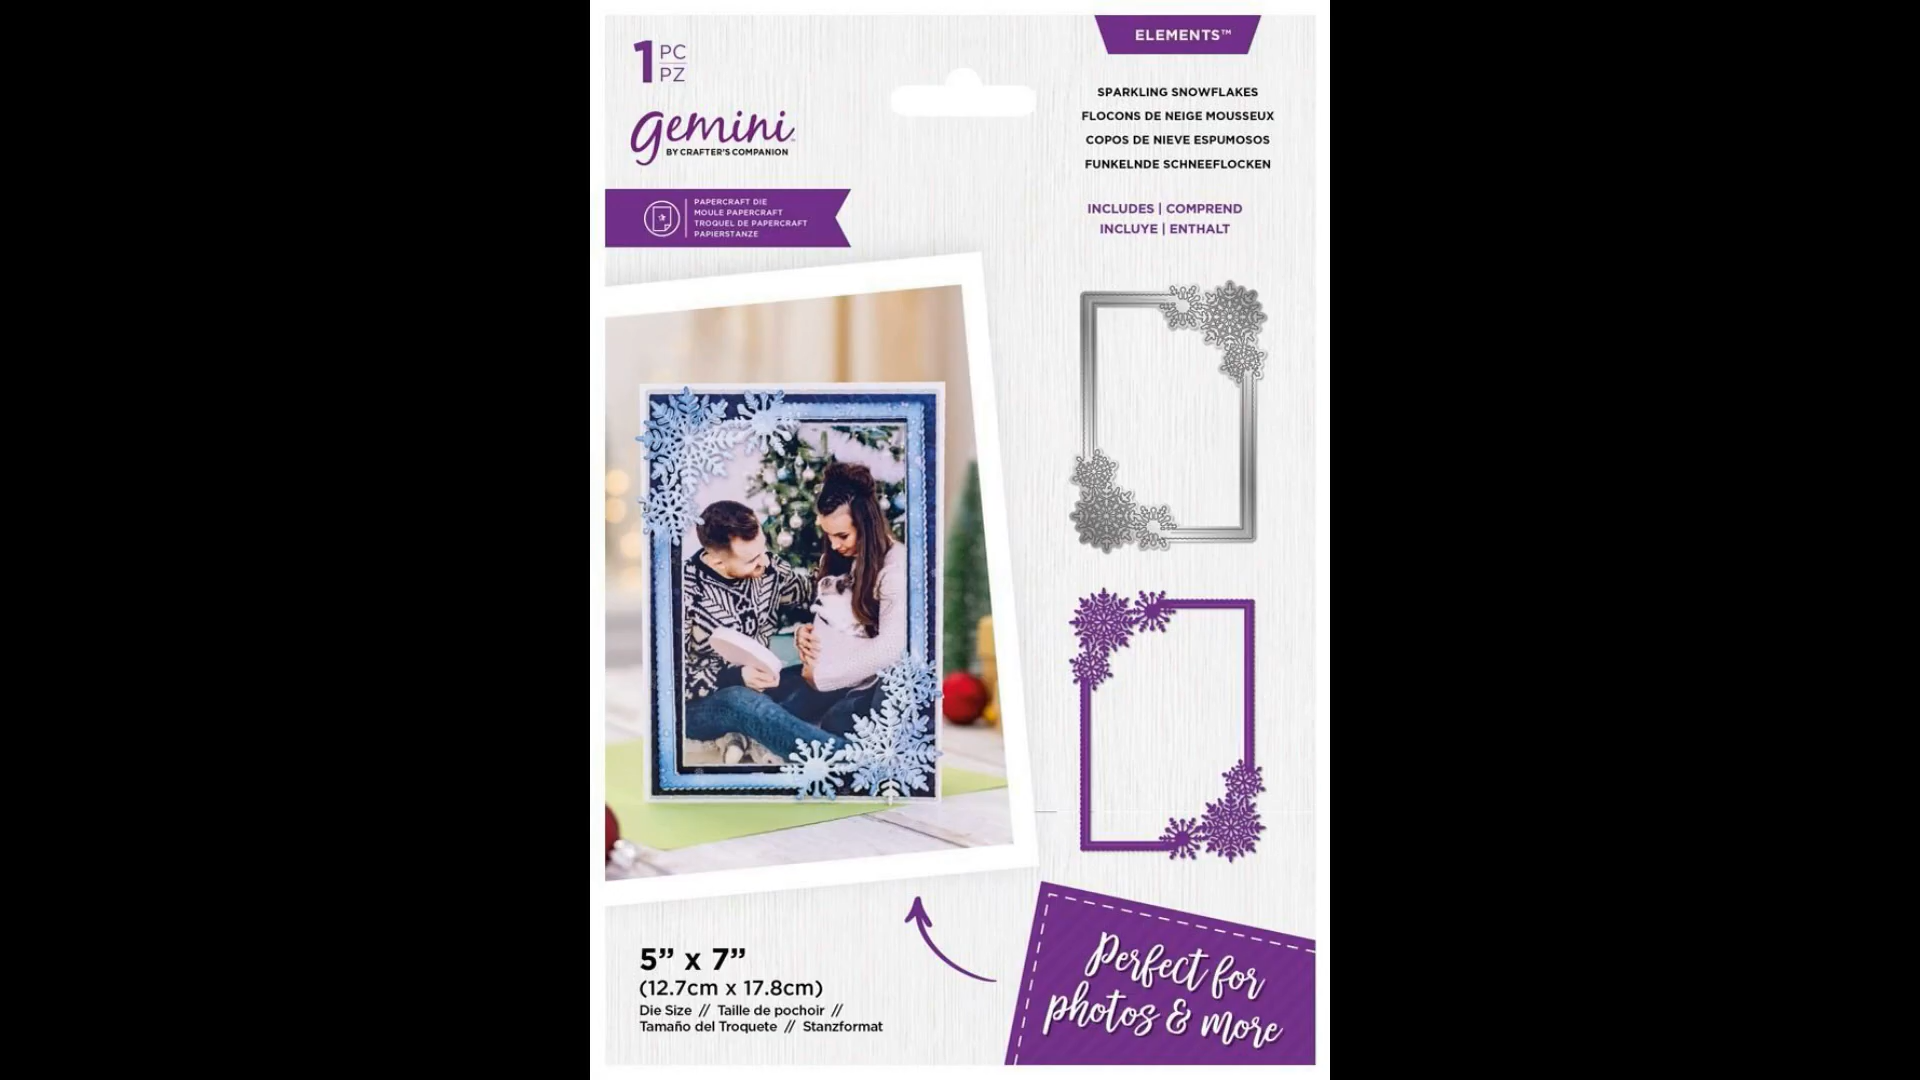 1 PC
PZ
gemini
BY CRAFTER'S COMPANION
PAPERCRAFT DIE
MOULE PAPERCRAFT
TROQUEL DE PAPERCRAFT
PAPIERSTANZE
ELEMENTS™
SPARKLING SNOWFLAKES
FLOCONS DE NEIGE MOUSSEUX
COPOS DE NIEVE ESPUMOSOS
FUNKELNDE SCHNEEFLOCKEN
INCLUDES | COMPREND
INCLUYE | ENTHALT
5” x 7”
(12.7cm x 17.8cm)
Die Size // Taille de pochoir //
Tamaño del Troquete // Stanzformat
Perfect for
photos & more